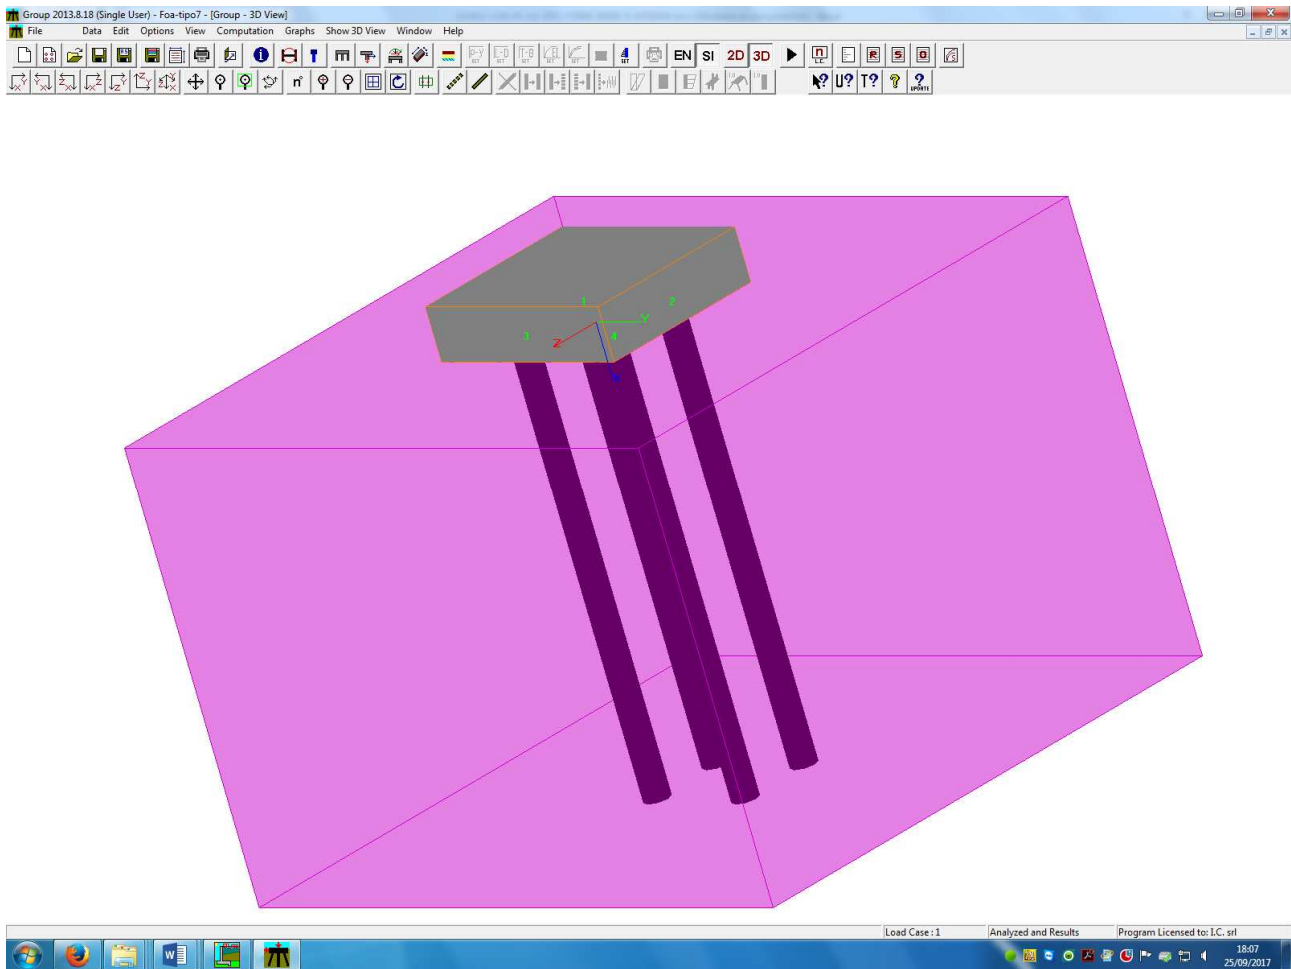 Group 2013.8.18 (Single User) - Foa-tipo7 - [Group - 3D View]
File Data Edit Options View Computation Graphs Show 3D View Window Help
EN SI 2D 3D n R S O
n° U? T? ? ?
UPDATE
1 2
3 4
Z Y
Load Case : 1 Analyzed and Results Program Licensed to: I.C. srl
18:07
25/09/2017